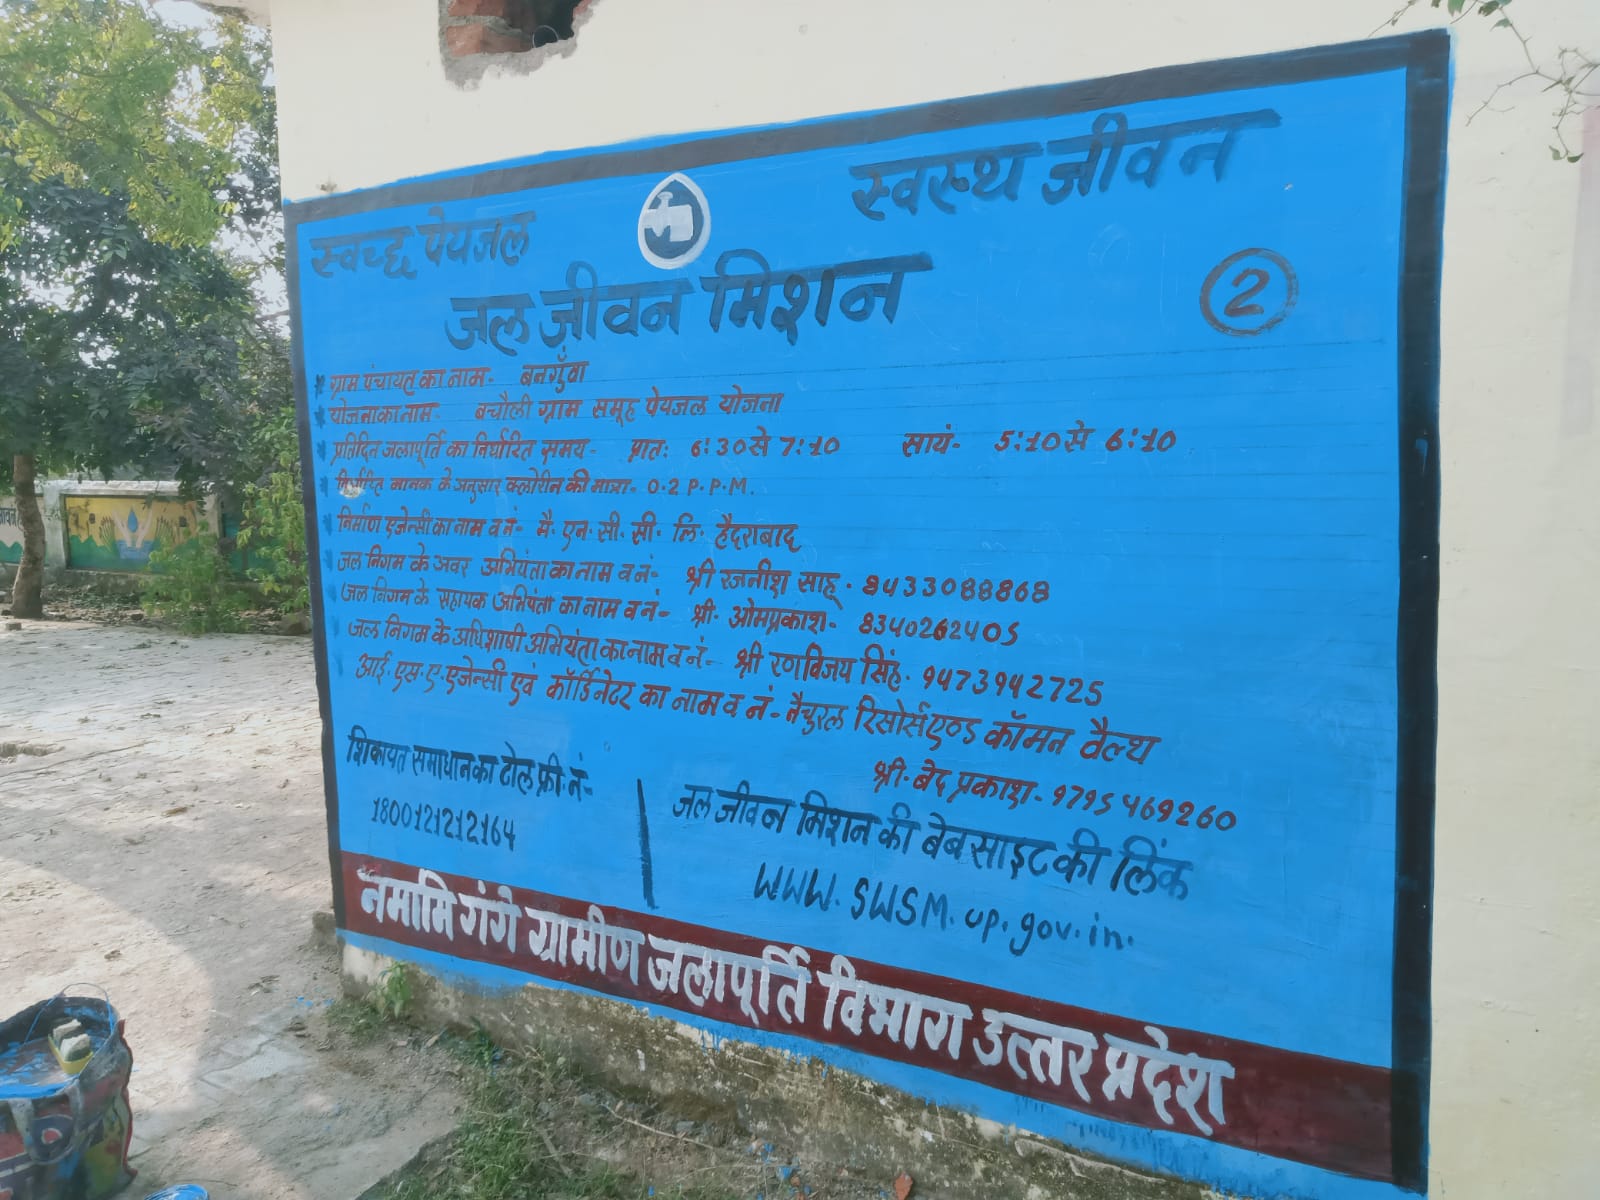 स्वच्छ पेयजल
स्वस्थ जीवन
जल जीवन मिशन
2
* ग्राम पंचायत का नाम- बनगुँवा
* योजना का नाम- बचौली ग्राम समूह पेयजल योजना
* प्रतिदिन जलापूर्ति का निर्धारित समय- प्रातः 6:30 से 7:10 सायं- 5:10 से 6:10
* निर्धारित मानक के अनुसार क्लोरीन की मात्रा- 0.2 P.P.M.
निर्माण एजेन्सी का नाम व नं- मै. एन. सी. सी. लि. हैदराबाद
जल निगम के अवर अभियंता का नाम व नं- श्री रजनीश साहू. 8433088868
जल निगम के सहायक अभियंता का नाम व नं- श्री. ओमप्रकाश- 8340262405
जल निगम के अधिशाषी अभियंता का नाम व नं- श्री रणविजय सिंह. 9473942725
आई.एस.ए. एजेन्सी एवं कॉर्डिनेटर का नाम व नं- नैचुरल रिसोर्स एण्ड कॉमन वैल्थ
श्री. बेद प्रकाश- 9795469260
शिकायत समाधान का टोल फ्री. नं-
1800121212164
जल जीवन मिशन की बेबसाइट की लिंक
WWW. SWSM. up. gov. in.
नमामि गंगे ग्रामीण जलापूर्ति विभाग उत्तर प्रदेश